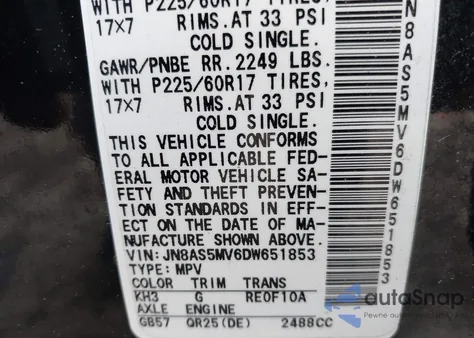 WITH P225/60R17 TIRES,
17x7 RIMS.AT 33 PSI
COLD SINGLE.
GAWR/PNBE RR. 2249 LBS.
WITH P225/60R17 TIRES,
17x7 RIMS.AT 33 PSI
COLD SINGLE.
THIS VEHICLE CONFORMS
TO ALL APPLICABLE FED-
ERAL MOTOR VEHICLE SA-
FETY AND THEFT PREVEN-
TION STANDARDS IN EFF-
ECT ON THE DATE OF MA-
NUFACTURE SHOWN ABOVE.
VIN: JN8AS5MV6DW651853
TYPE: MPV
COLOR TRIM TRANS
KH3 G RE0F10A
AXLE ENGINE
GB57 QR25(DE) 2488CC
N8AS5MV6DW651853
autoSnap